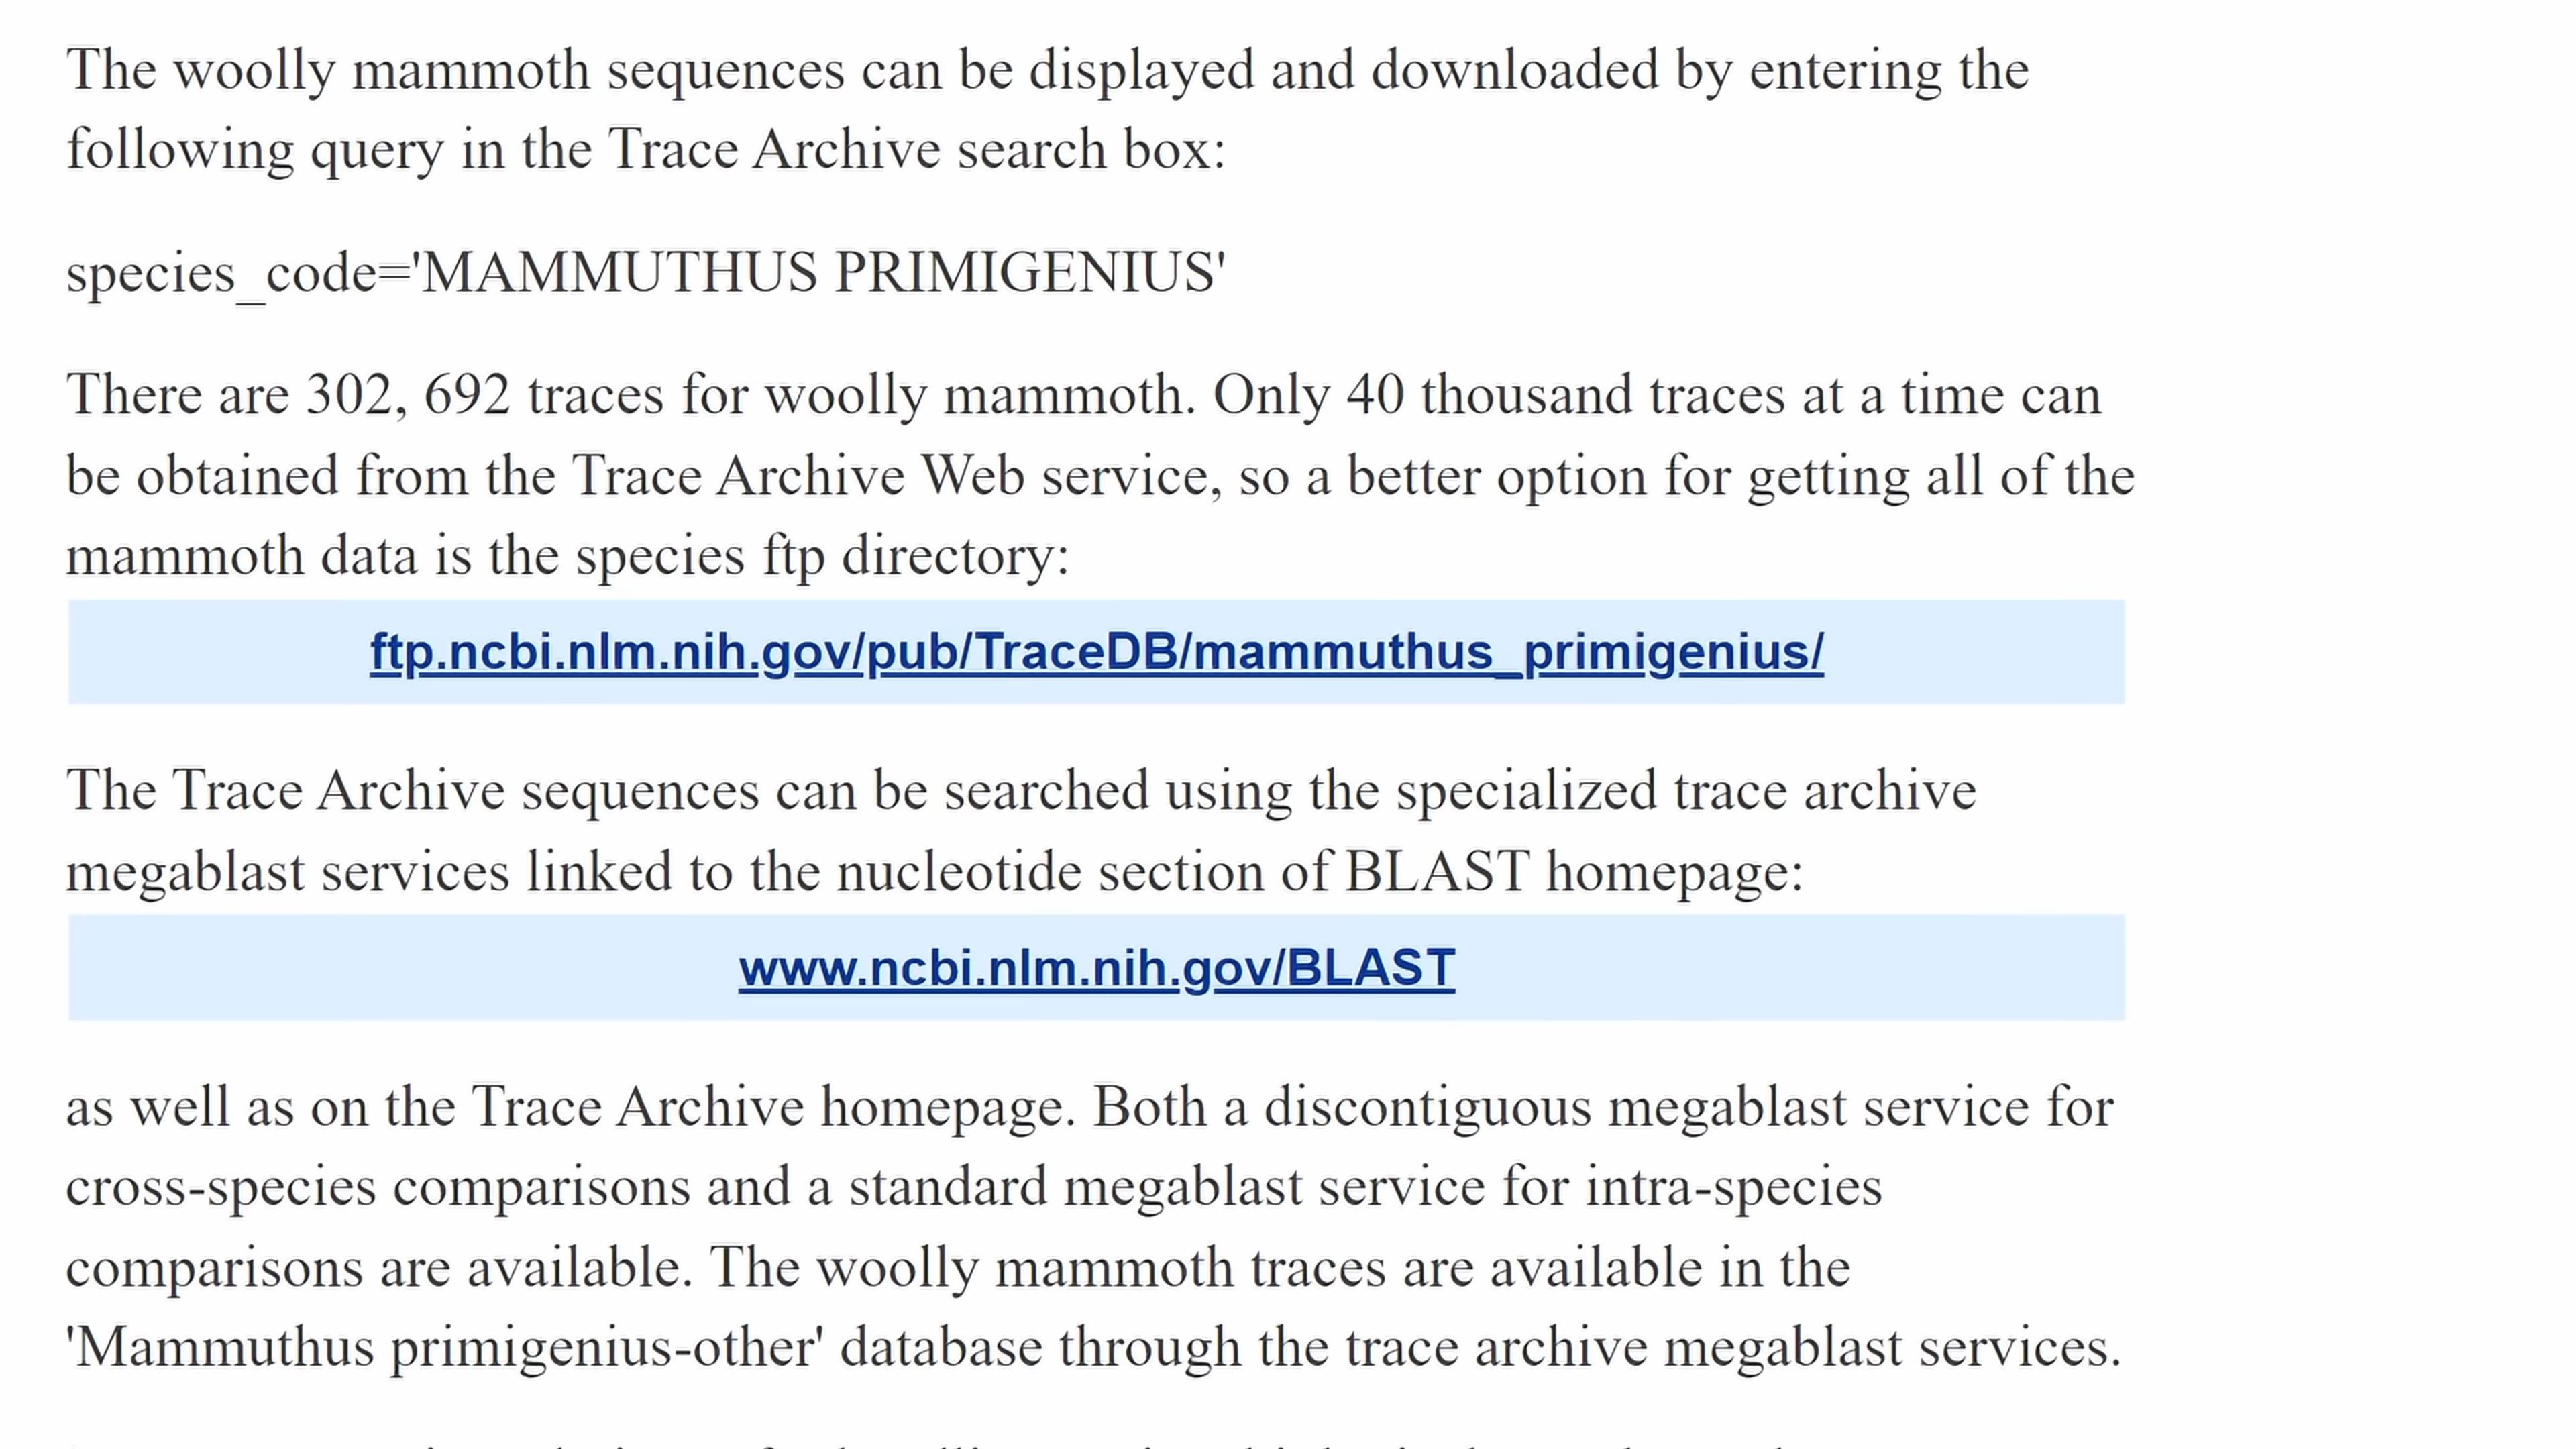 The woolly mammoth sequences can be displayed and downloaded by entering the
following query in the Trace Archive search box:
species_code='MAMMUTHUS PRIMIGENIUS'
There are 302, 692 traces for woolly mammoth. Only 40 thousand traces at a time can
be obtained from the Trace Archive Web service, so a better option for getting all of the
mammoth data is the species ftp directory:
ftp.ncbi.nlm.nih.gov/pub/TraceDB/mammuthus_primigenius/
The Trace Archive sequences can be searched using the specialized trace archive
megablast services linked to the nucleotide section of BLAST homepage:
www.ncbi.nlm.nih.gov/BLAST
as well as on the Trace Archive homepage. Both a discontiguous megablast service for
cross-species comparisons and a standard megablast service for intra-species
comparisons are available. The woolly mammoth traces are available in the
'Mammuthus primigenius-other' database through the trace archive megablast services.